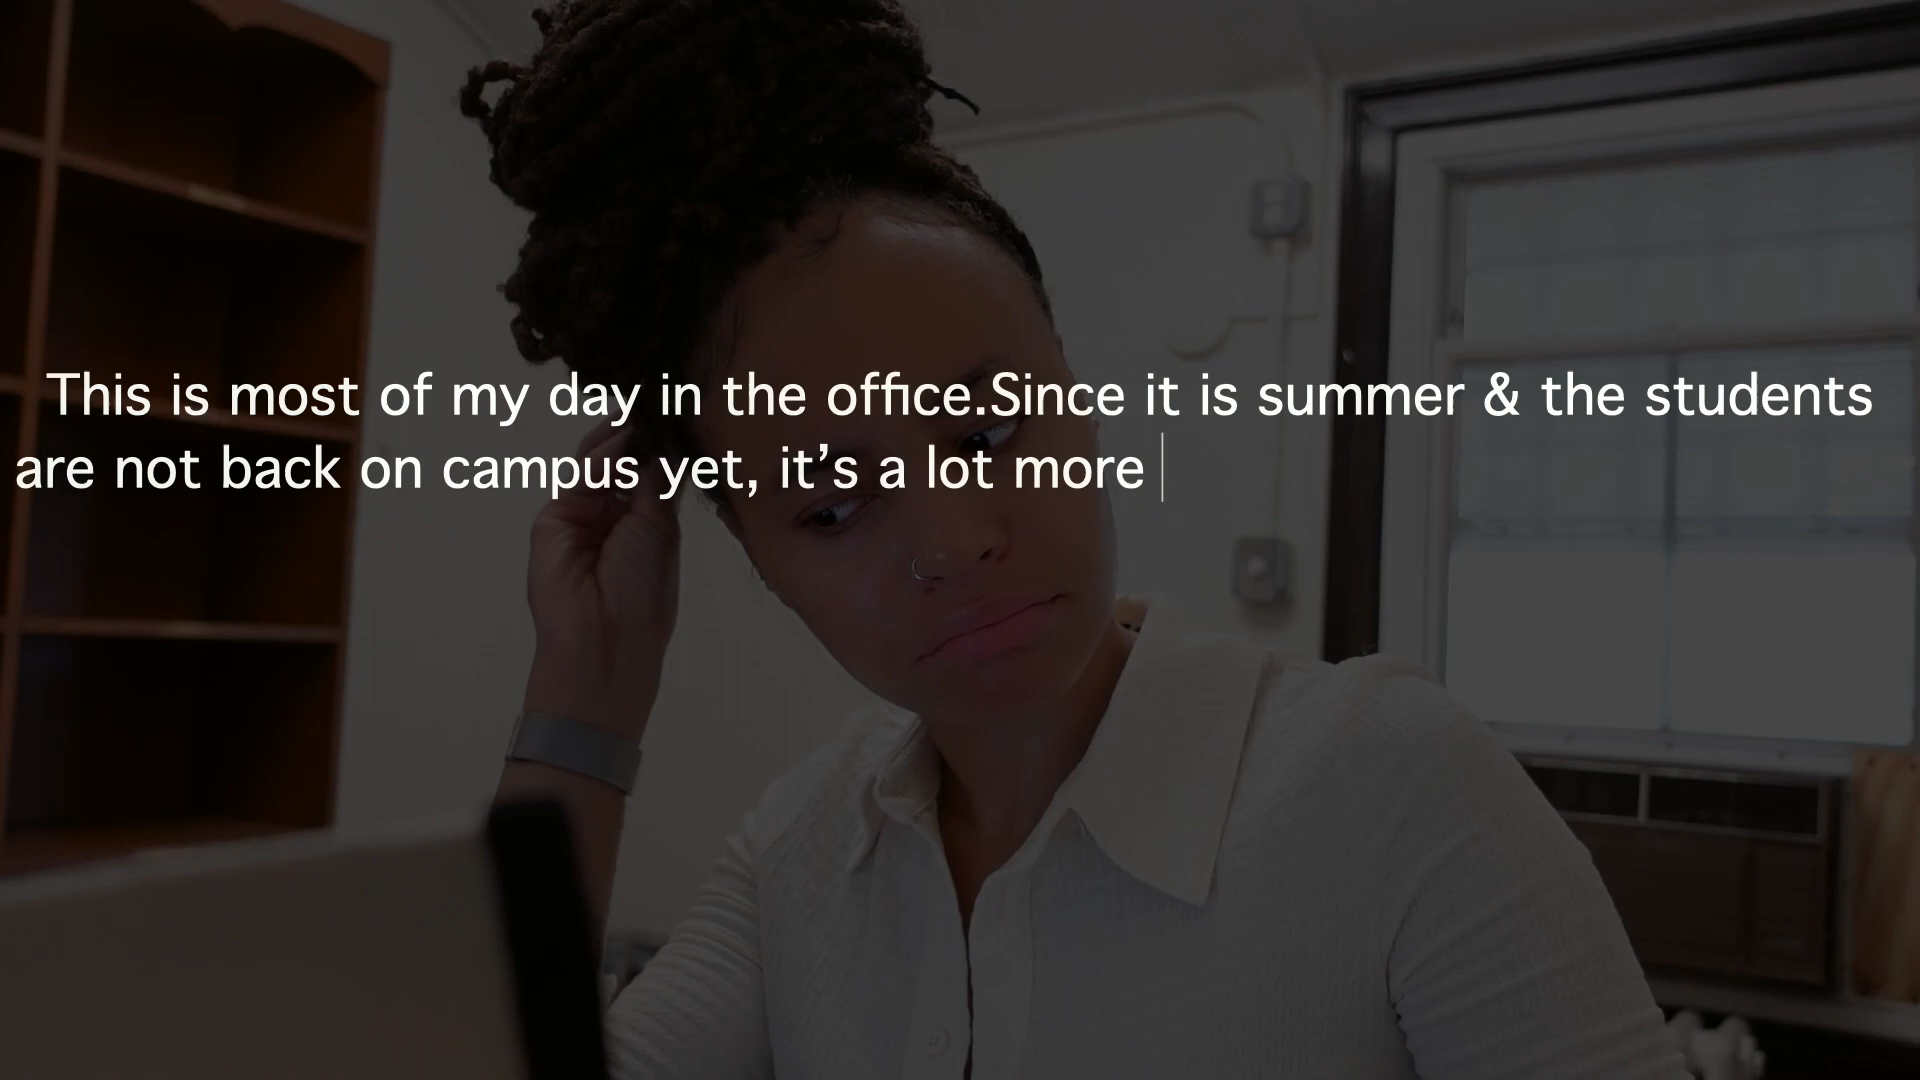 This is most of my day in the office.Since it is summer & the students
are not back on campus yet, it’s a lot more